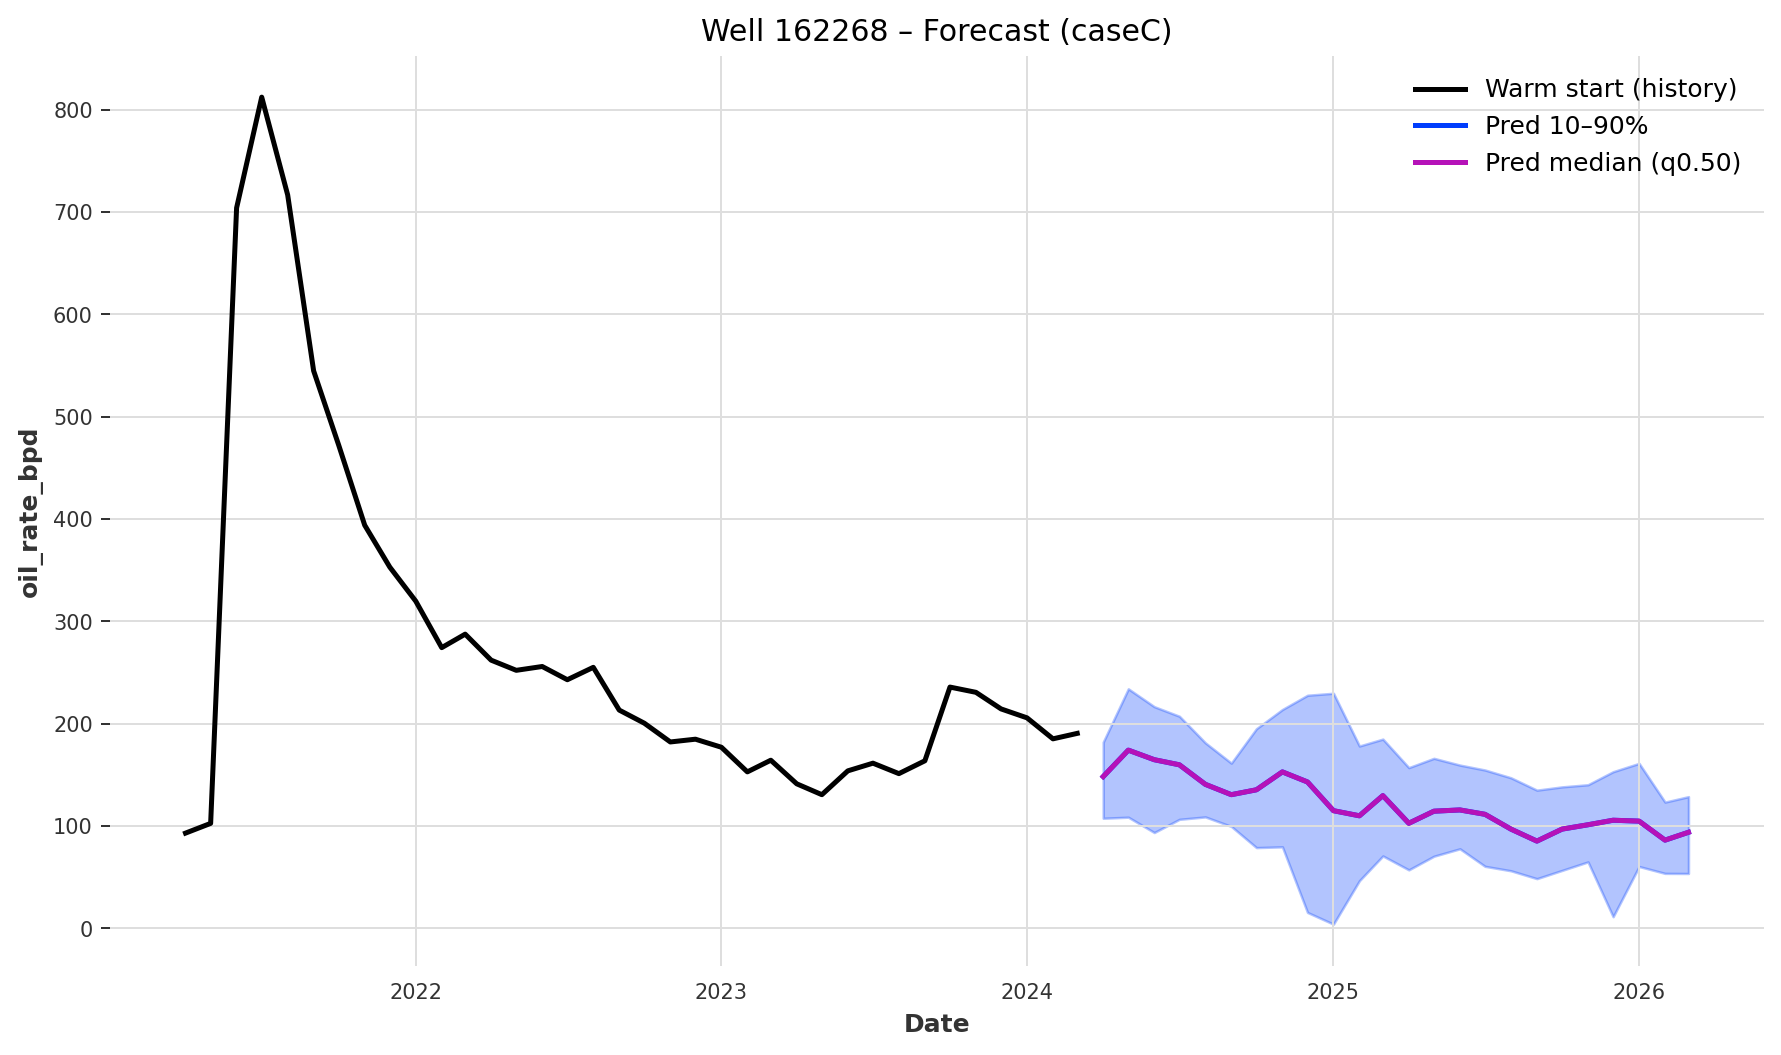 Well 162268 – Forecast (caseC)
Warm start (history)
Pred 10–90%
Pred median (q0.50)
oil_rate_bpd
800
700
600
500
400
300
200
100
0
2022
2023
2024
2025
2026
Date